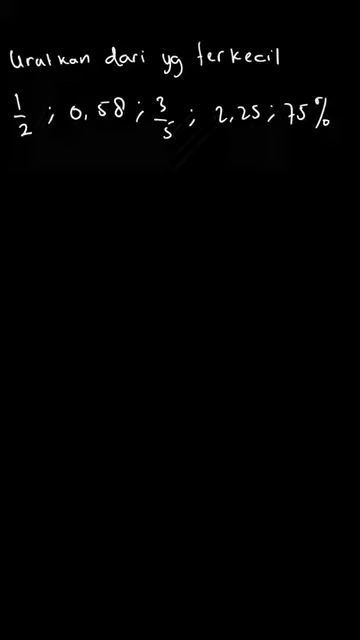 Urutkan dari yg terkecil
1/2 ; 0,58 ; 3/5 ; 2,25 ; 75%